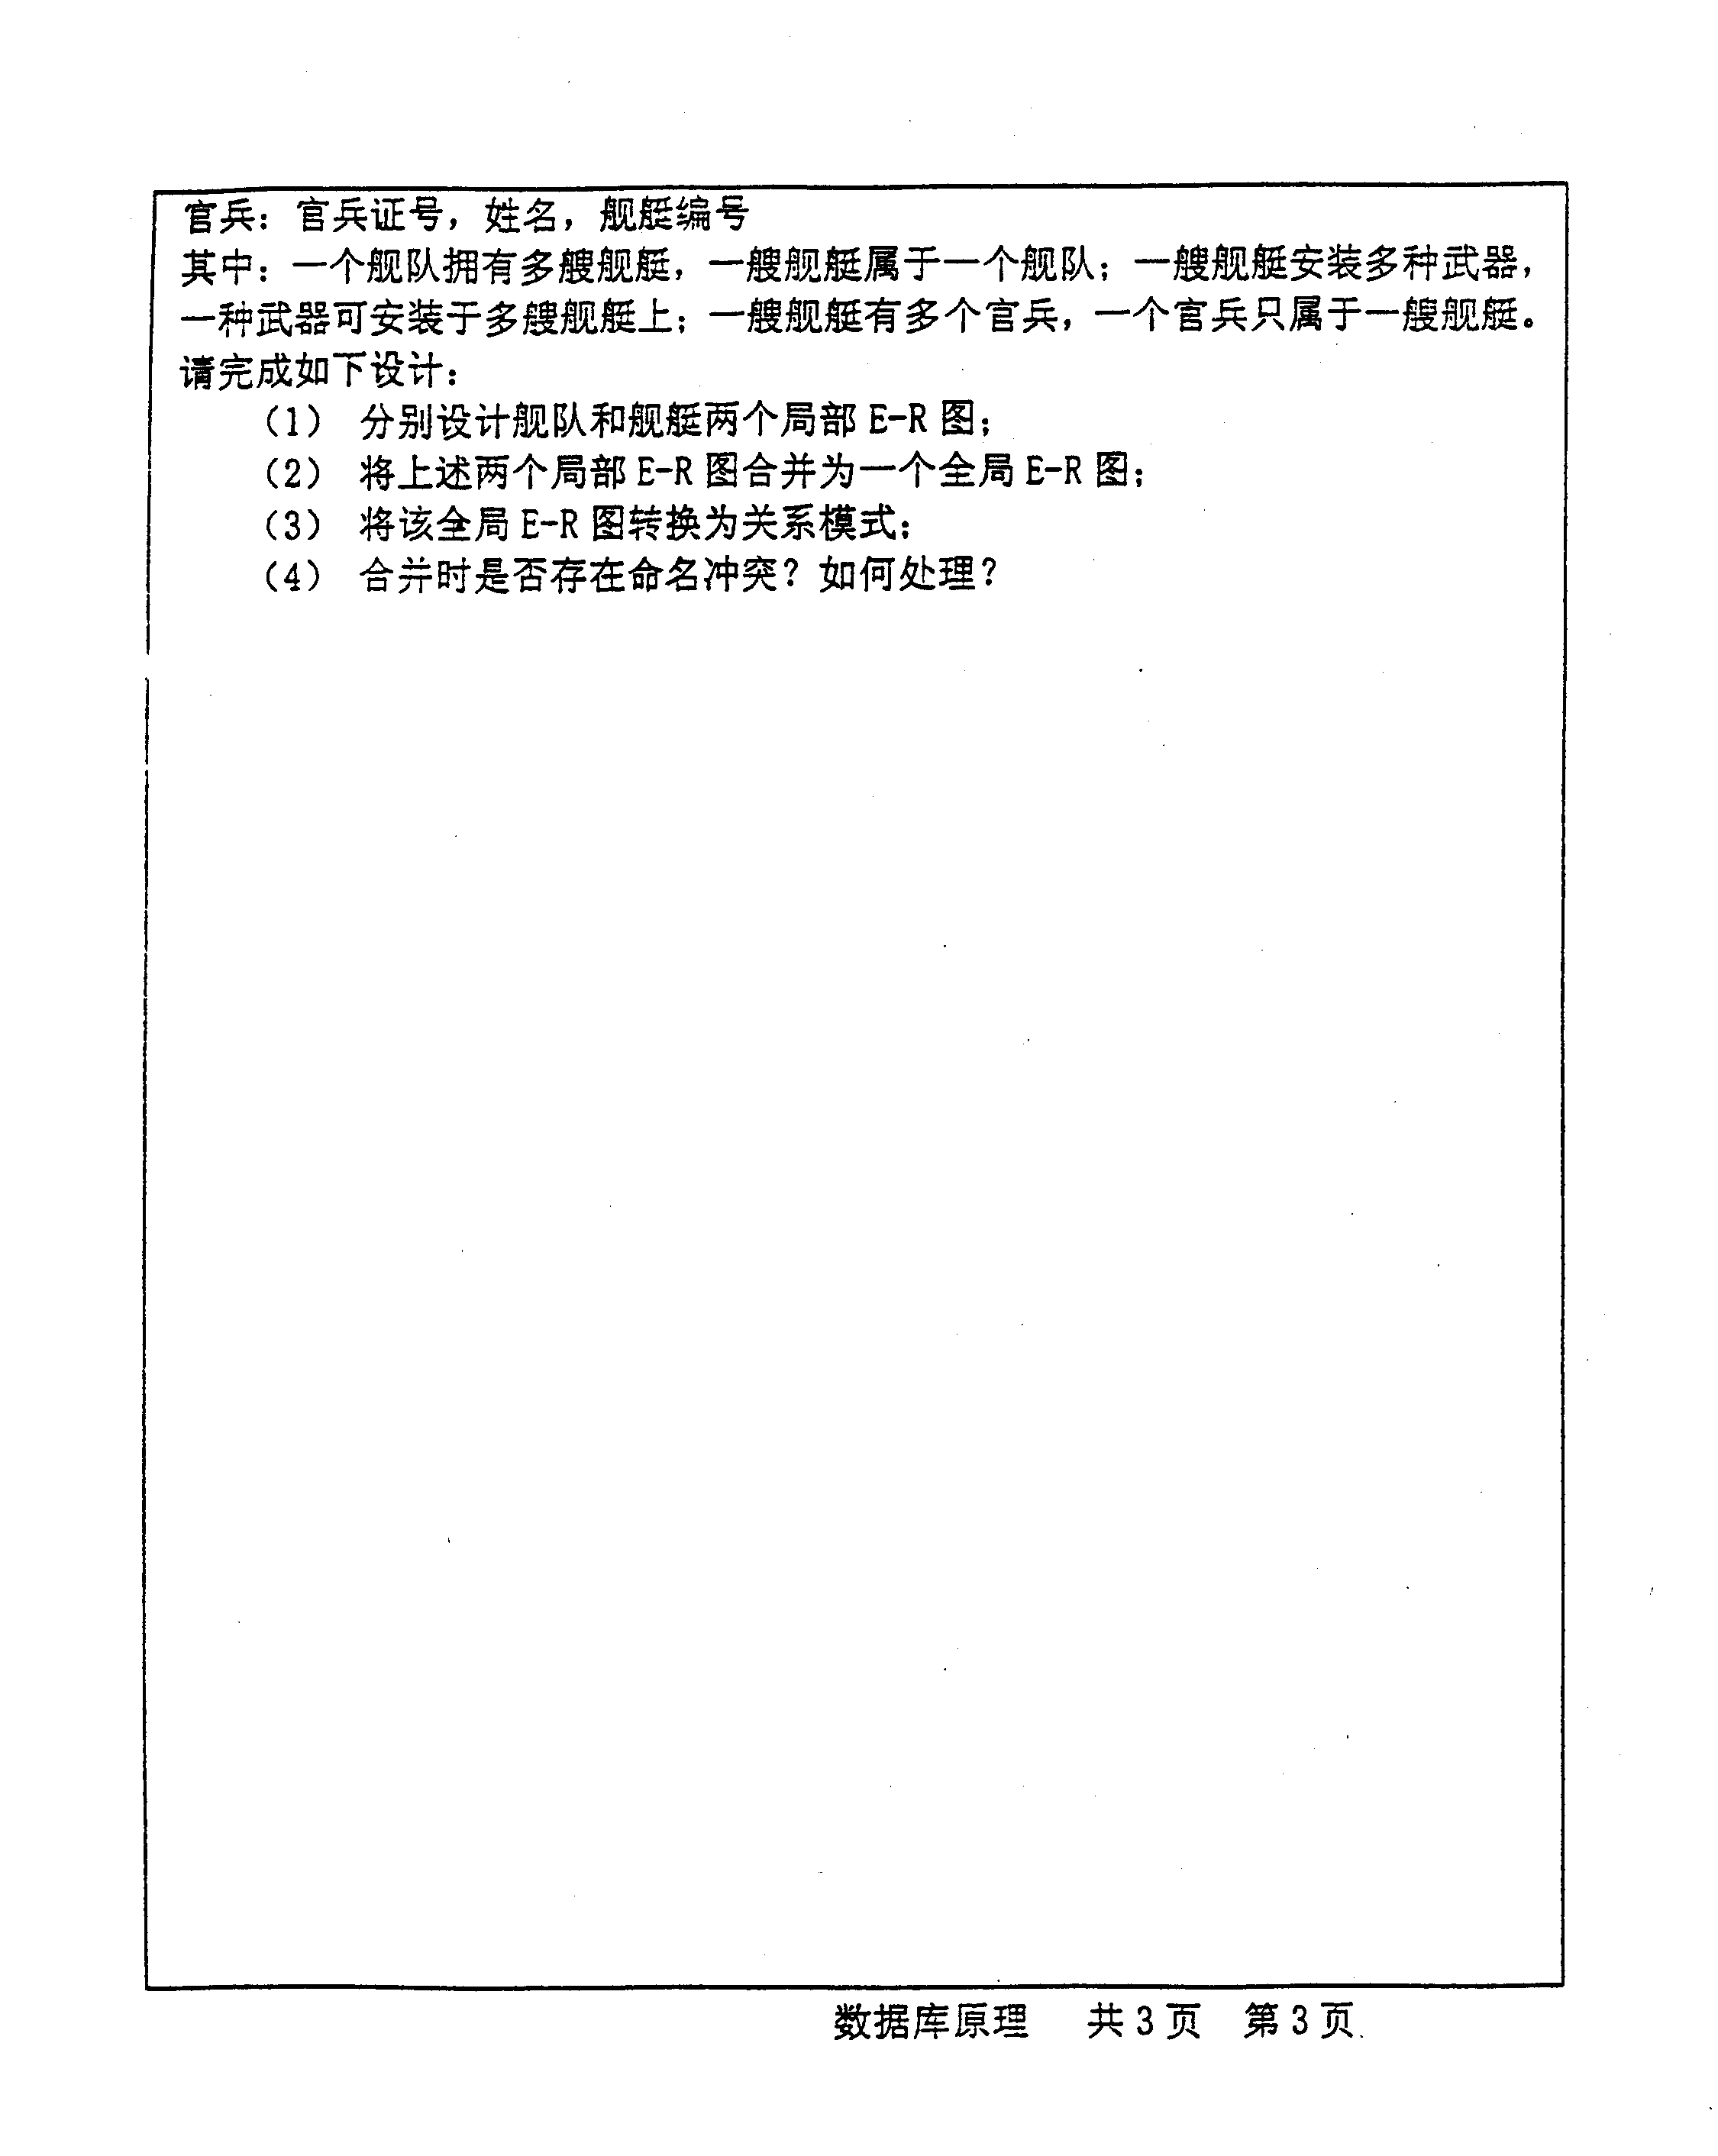 官兵：官兵证号，姓名，舰艇编号
其中：一个舰队拥有多艘舰艇，一艘舰艇属于一个舰队；一艘舰艇安装多种武器，
一种武器可安装于多艘舰艇上；一艘舰艇有多个官兵，一个官兵只属于一艘舰艇。
请完成如下设计：
（1） 分别设计舰队和舰艇两个局部 E-R 图；
（2） 将上述两个局部 E-R 图合并为一个全局 E-R 图；
（3） 将该全局 E-R 图转换为关系模式；
（4） 合并时是否存在命名冲突？如何处理？
数据库原理 共 3 页 第 3 页